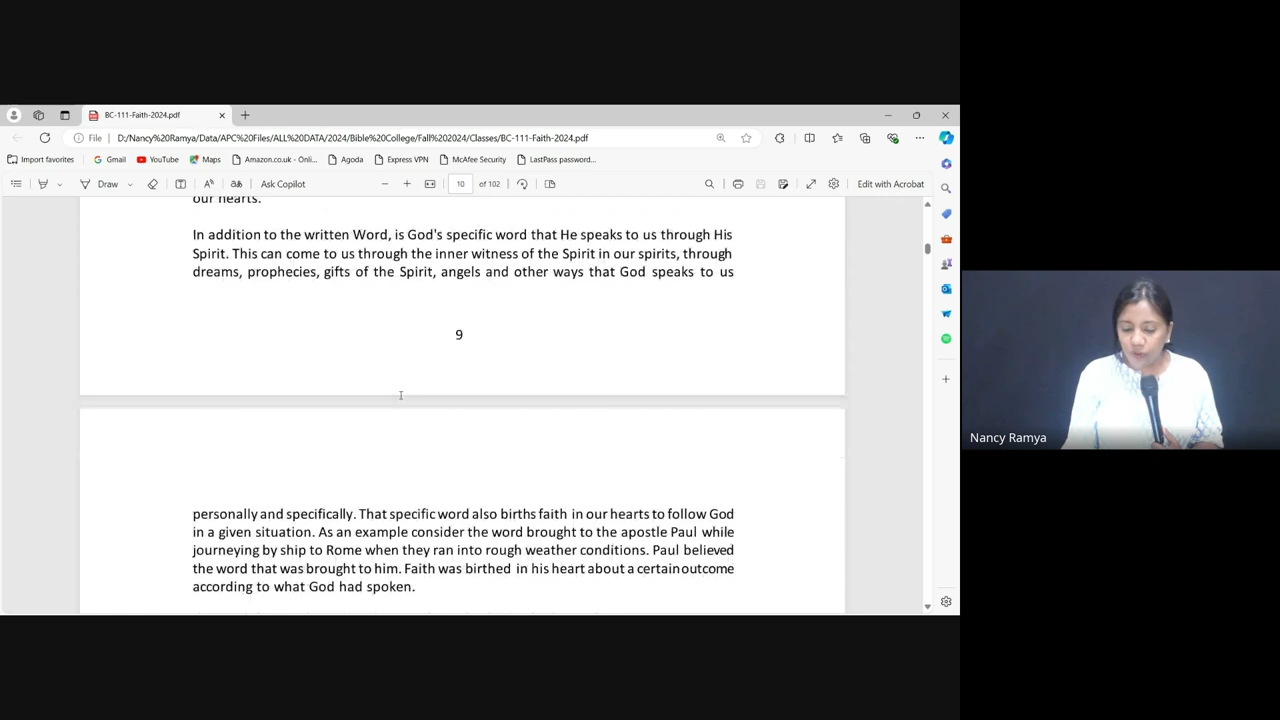 BC-111-Faith-2024.pdf
File
D:/Nancy%20Ramya/Data/APC%20Files/ALL%20DATA/2024/Bible%20College/Fall%202024/Classes/BC-111-Faith-2024.pdf
Import favorites
Gmail
YouTube
Maps
Amazon.co.uk - Onli...
Agoda
Express VPN
McAfee Security
LastPass password...
Draw
Ask Copilot
10 of 102
Edit with Acrobat
our hearts.
In addition to the written Word, is God's specific word that He speaks to us through His
Spirit. This can come to us through the inner witness of the Spirit in our spirits, through
dreams, prophecies, gifts of the Spirit, angels and other ways that God speaks to us
9
personally and specifically. That specific word also births faith in our hearts to follow God
in a given situation. As an example consider the word brought to the apostle Paul while
journeying by ship to Rome when they ran into rough weather conditions. Paul believed
the word that was brought to him. Faith was birthed in his heart about a certain outcome
according to what God had spoken.
Nancy Ramya